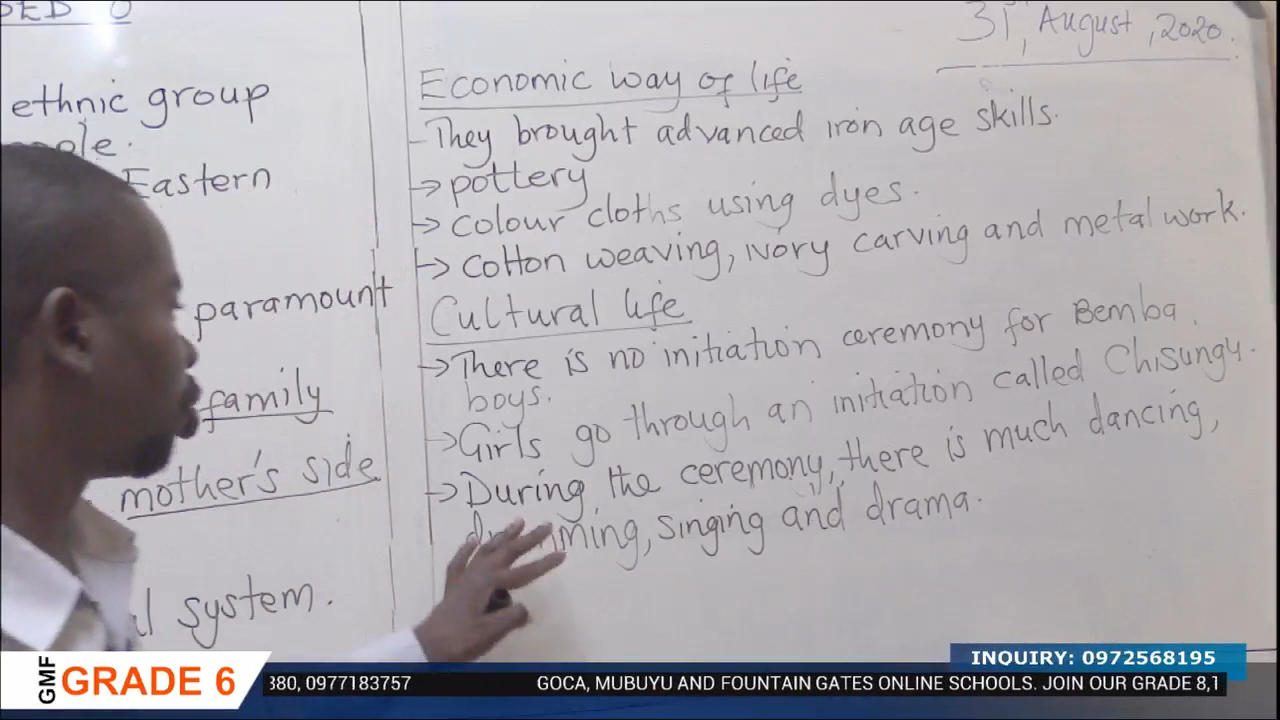 31, August, 2020.
ethnic group
Eastern
paramount
family
mother's side
system.
Economic way of life
- They brought advanced iron age skills.
→ pottery
→ colour cloths using dyes.
→ cotton weaving, ivory carving and metal work.
Cultural life
→ There is no initiation ceremony for Bemba
boys.
→ Girls go through an initiation called Chisungu.
→ During the ceremony, there is much dancing,
drumming, singing and drama.
INQUIRY: 0972568195
GMF
GRADE 6
380, 0977183757 GOCA, MUBUYU AND FOUNTAIN GATES ONLINE SCHOOLS. JOIN OUR GRADE 8,1